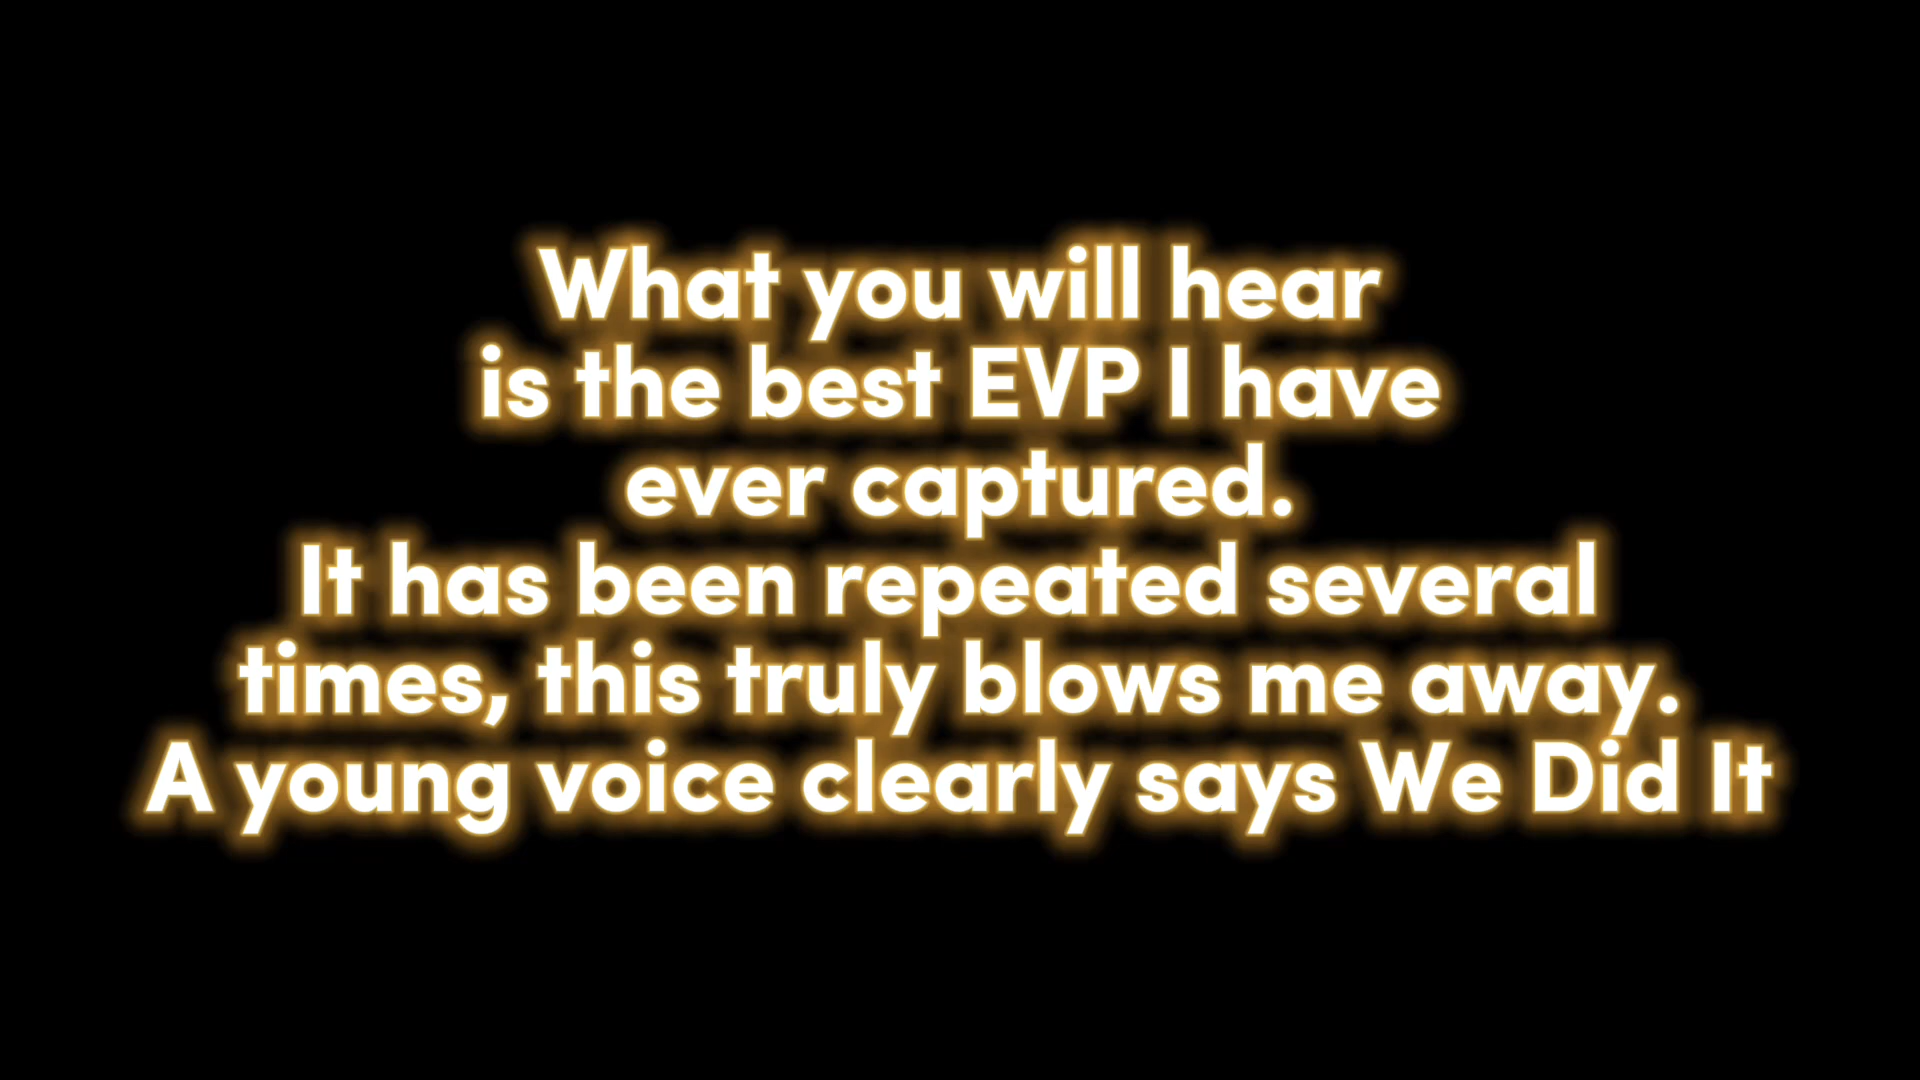 What you will hear
is the best EVP I have
ever captured.
It has been repeated several
times, this truly blows me away.
A young voice clearly says We Did It